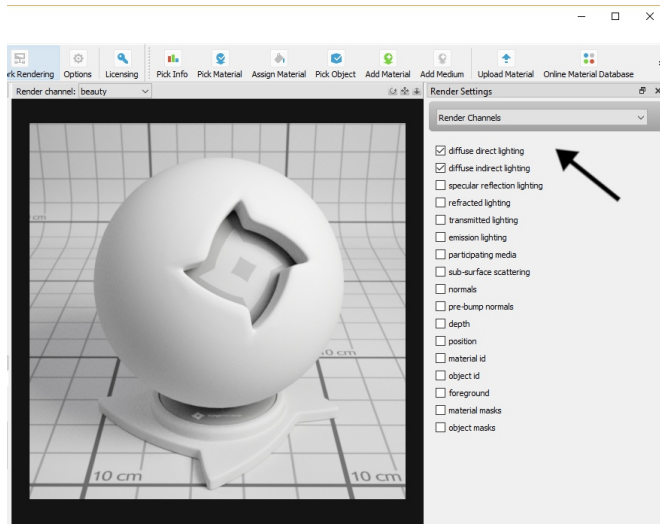 rk Rendering Options Licensing Pick Info Pick Material Assign Material Pick Object Add Material Add Medium Upload Material Online Material Database
Render channel: beauty
Render Settings
Render Channels
diffuse direct lighting
diffuse indirect lighting
specular reflection lighting
refracted lighting
transmitted lighting
emission lighting
participating media
sub-surface scattering
normals
pre-bump normals
depth
position
material id
object id
foreground
material masks
object masks
10 cm
10 cm